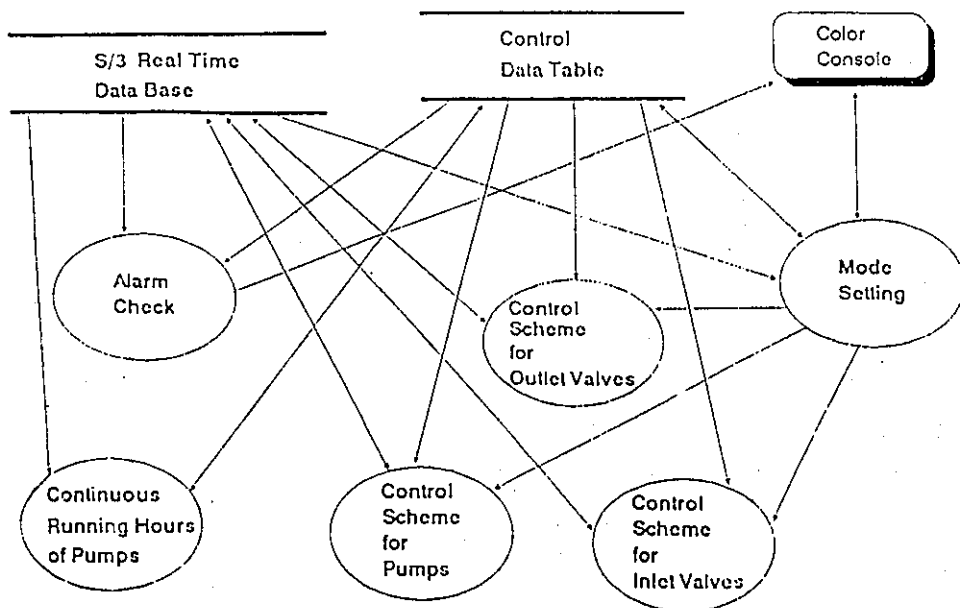 S/3 Real Time
Data Base
Control
Data Table
Color
Console
Alarm
Check
Control
Scheme
for
Outlet Valves
Mode
Setting
Continuous
Running Hours
of Pumps
Control
Scheme
for
Pumps
Control
Scheme
for
Inlet Valves